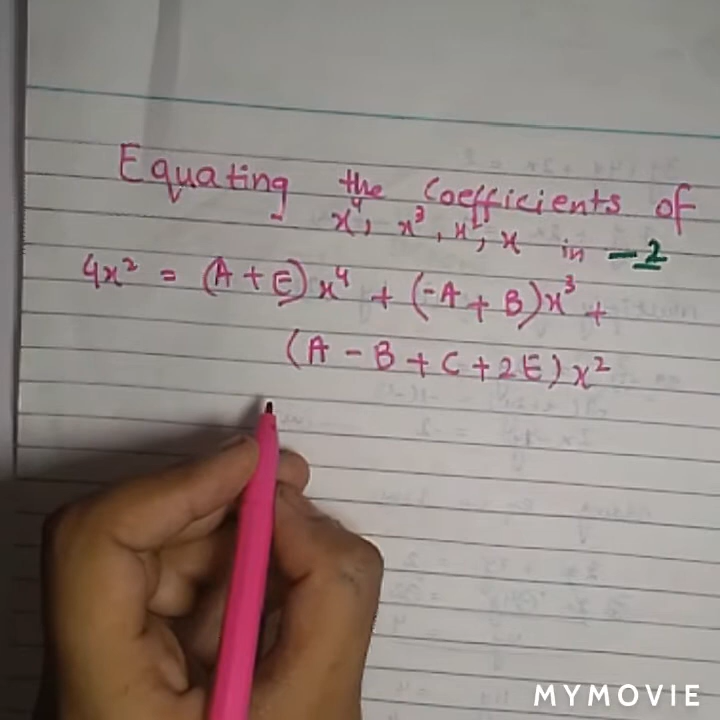 Equating the coefficients of
x⁴, x³, x², x in -2
4x² = (A + E)x⁴ + (-A + B)x³ +
(A - B + C + 2E)x²
MYMOVIE